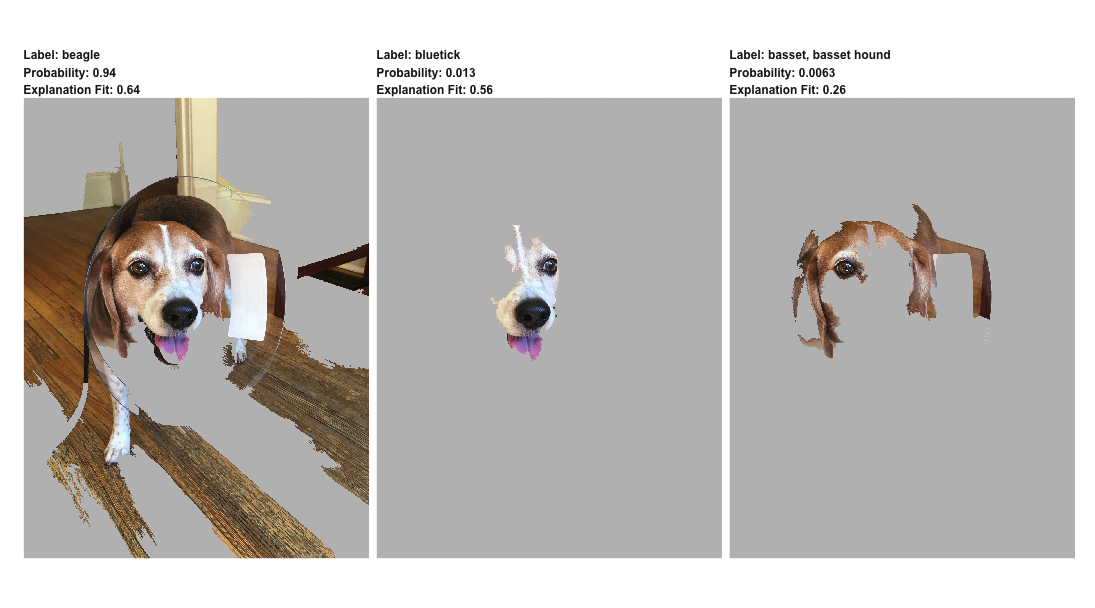 Label: beagle
Probability: 0.94
Explanation Fit: 0.64
Label: bluetick
Probability: 0.013
Explanation Fit: 0.56
Label: basset, basset hound
Probability: 0.0063
Explanation Fit: 0.26